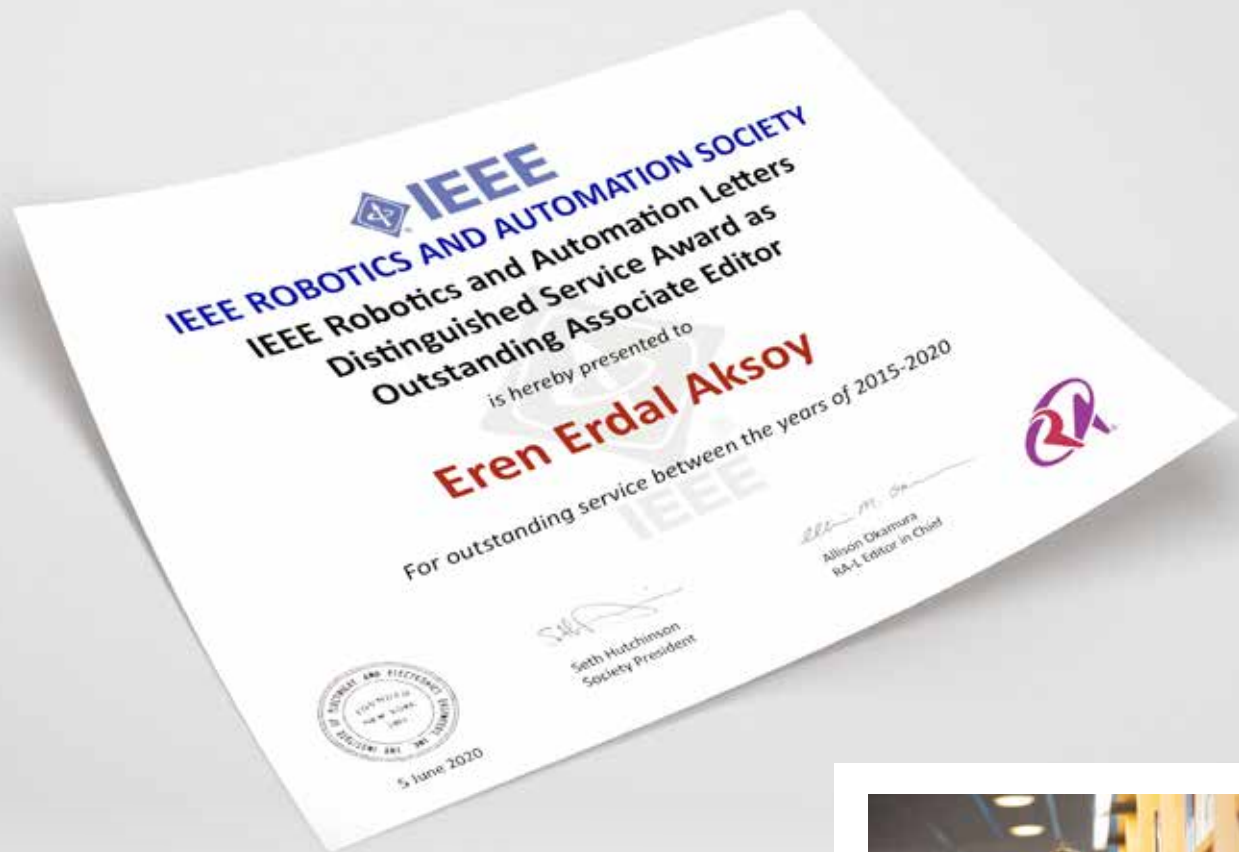 IEEE
IEEE ROBOTICS AND AUTOMATION SOCIETY
IEEE Robotics and Automation Letters
Distinguished Service Award as
Outstanding Associate Editor
is hereby presented to
Eren Erdal Aksoy
For outstanding service between the years of 2015-2020
IEEE
Seth Hutchinson
Society President
Allison Okamura
RA-L Editor in Chief
5 June 2020